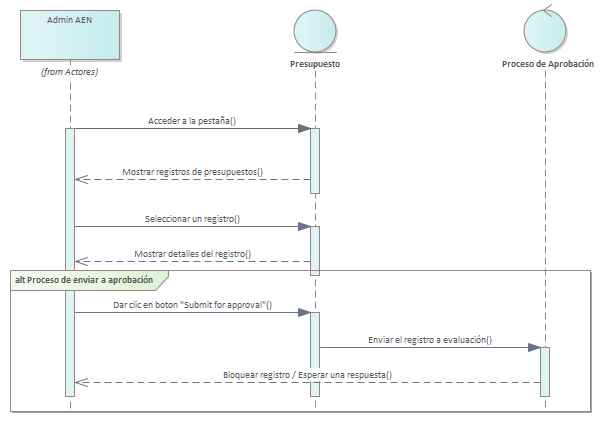 Admin AEN
(from Actores)
Presupuesto
Proceso de Aprobación
Acceder a la pestaña()
Mostrar registros de presupuestos()
Seleccionar un registro()
Mostrar detalles del registro()
alt Proceso de enviar a aprobación
Dar clic en boton "Submit for approval"()
Enviar el registro a evaluación()
Bloquear registro / Esperar una respuesta()